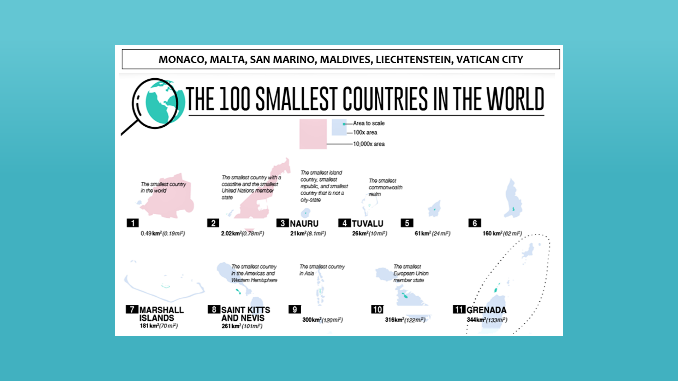 MONACO, MALTA, SAN MARINO, MALDIVES, LIECHTENSTEIN, VATICAN CITY
THE 100 SMALLEST COUNTRIES IN THE WORLD
Area to scale
100x area
10,000x area
The smallest country
in the world
The smallest country with a
coastline and the smallest
United Nations member
state
The smallest island
country, smallest
republic, and smallest
country that is not a
city-state
The smallest
commonwealth
realm
1
2
3 NAURU
4 TUVALU
5
6
0.49km² (0.19mi²)
2.02km² (0.78mi²)
21km² (8.1mi²)
26km² (10mi²)
61km² (24mi²)
160 km² (62mi²)
The smallest country
in the Americas and
Western Hemisphere
The smallest country
in Asia
The smallest
European Union
member state
7 MARSHALL
ISLANDS
181km² (70mi²)
8 SAINT KITTS
AND NEVIS
261km² (101mi²)
9
300km² (120mi²)
10
316km² (122mi²)
11 GRENADA
344km² (133mi²)